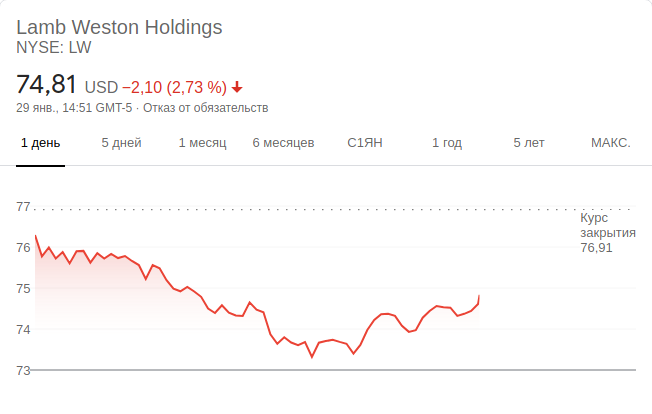 Lamb Weston Holdings
NYSE: LW
74,81 USD −2,10 (2,73 %)
29 янв., 14:51 GMT-5 · Отказ от обязательств
1 день 5 дней 1 месяц 6 месяцев С1ЯН 1 год 5 лет МАКС.
77
Курс
закрытия
76 76,91
75
74
73